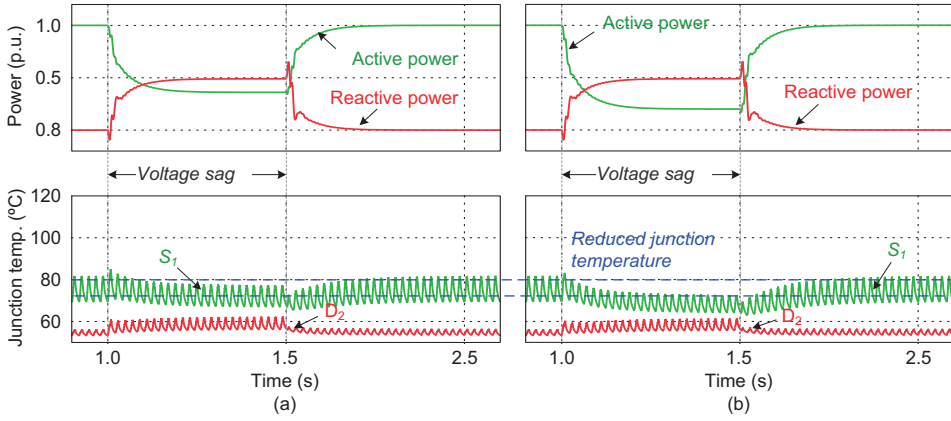 Power (p.u.)
1.0
0.5
0.8
Active power
Reactive power
Voltage sag
Active power
Reactive power
Voltage sag
Junction temp. (ºC)
120
100
80
60
S1
D2
Reduced junction
temperature
S1
D2
1.0
1.5
2.5
1.0
1.5
2.5
Time (s)
Time (s)
(a)
(b)